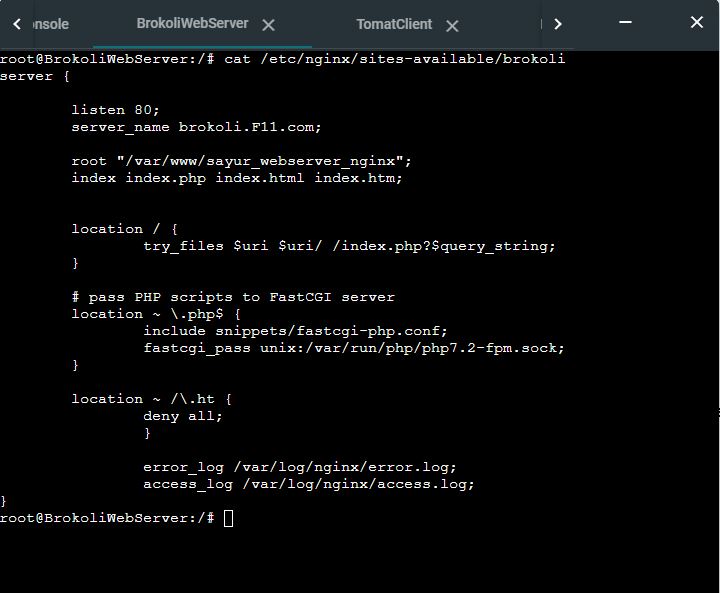 onsole BrokoliWebServer TomatClient
root@BrokoliWebServer:/# cat /etc/nginx/sites-available/brokoli
server {
listen 80;
server_name brokoli.F11.com;
root "/var/www/sayur_webserver_nginx";
index index.php index.html index.htm;
location / {
try_files $uri $uri/ /index.php?$query_string;
}
# pass PHP scripts to FastCGI server
location ~ \.php$ {
include snippets/fastcgi-php.conf;
fastcgi_pass unix:/var/run/php/php7.2-fpm.sock;
}
location ~ /\.ht {
deny all;
}
error_log /var/log/nginx/error.log;
access_log /var/log/nginx/access.log;
}
root@BrokoliWebServer:/#